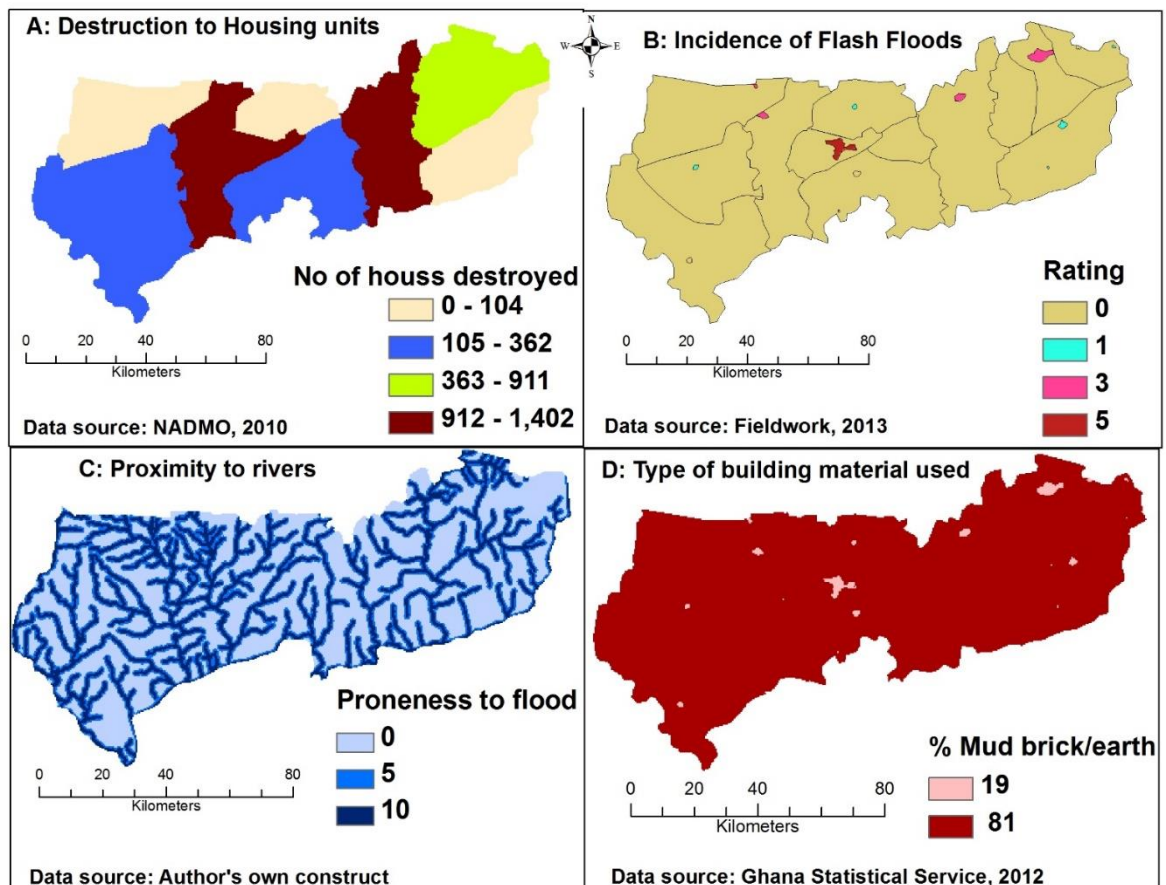 A: Destruction to Housing units
No of houss destroyed
0 - 104
105 - 362
363 - 911
912 - 1,402
0 20 40 60 80
Kilometers
Data source: NADMO, 2010
N
W E
S
B: Incidence of Flash Floods
Rating
0
1
3
5
0 20 40 60 80
Kilometers
Data source: Fieldwork, 2013
C: Proximity to rivers
Proneness to flood
0
5
10
0 20 40 60 80
Kilometers
Data source: Author's own construct
D: Type of building material used
% Mud brick/earth
19
81
0 20 40 60 80
Kilometers
Data source: Ghana Statistical Service, 2012